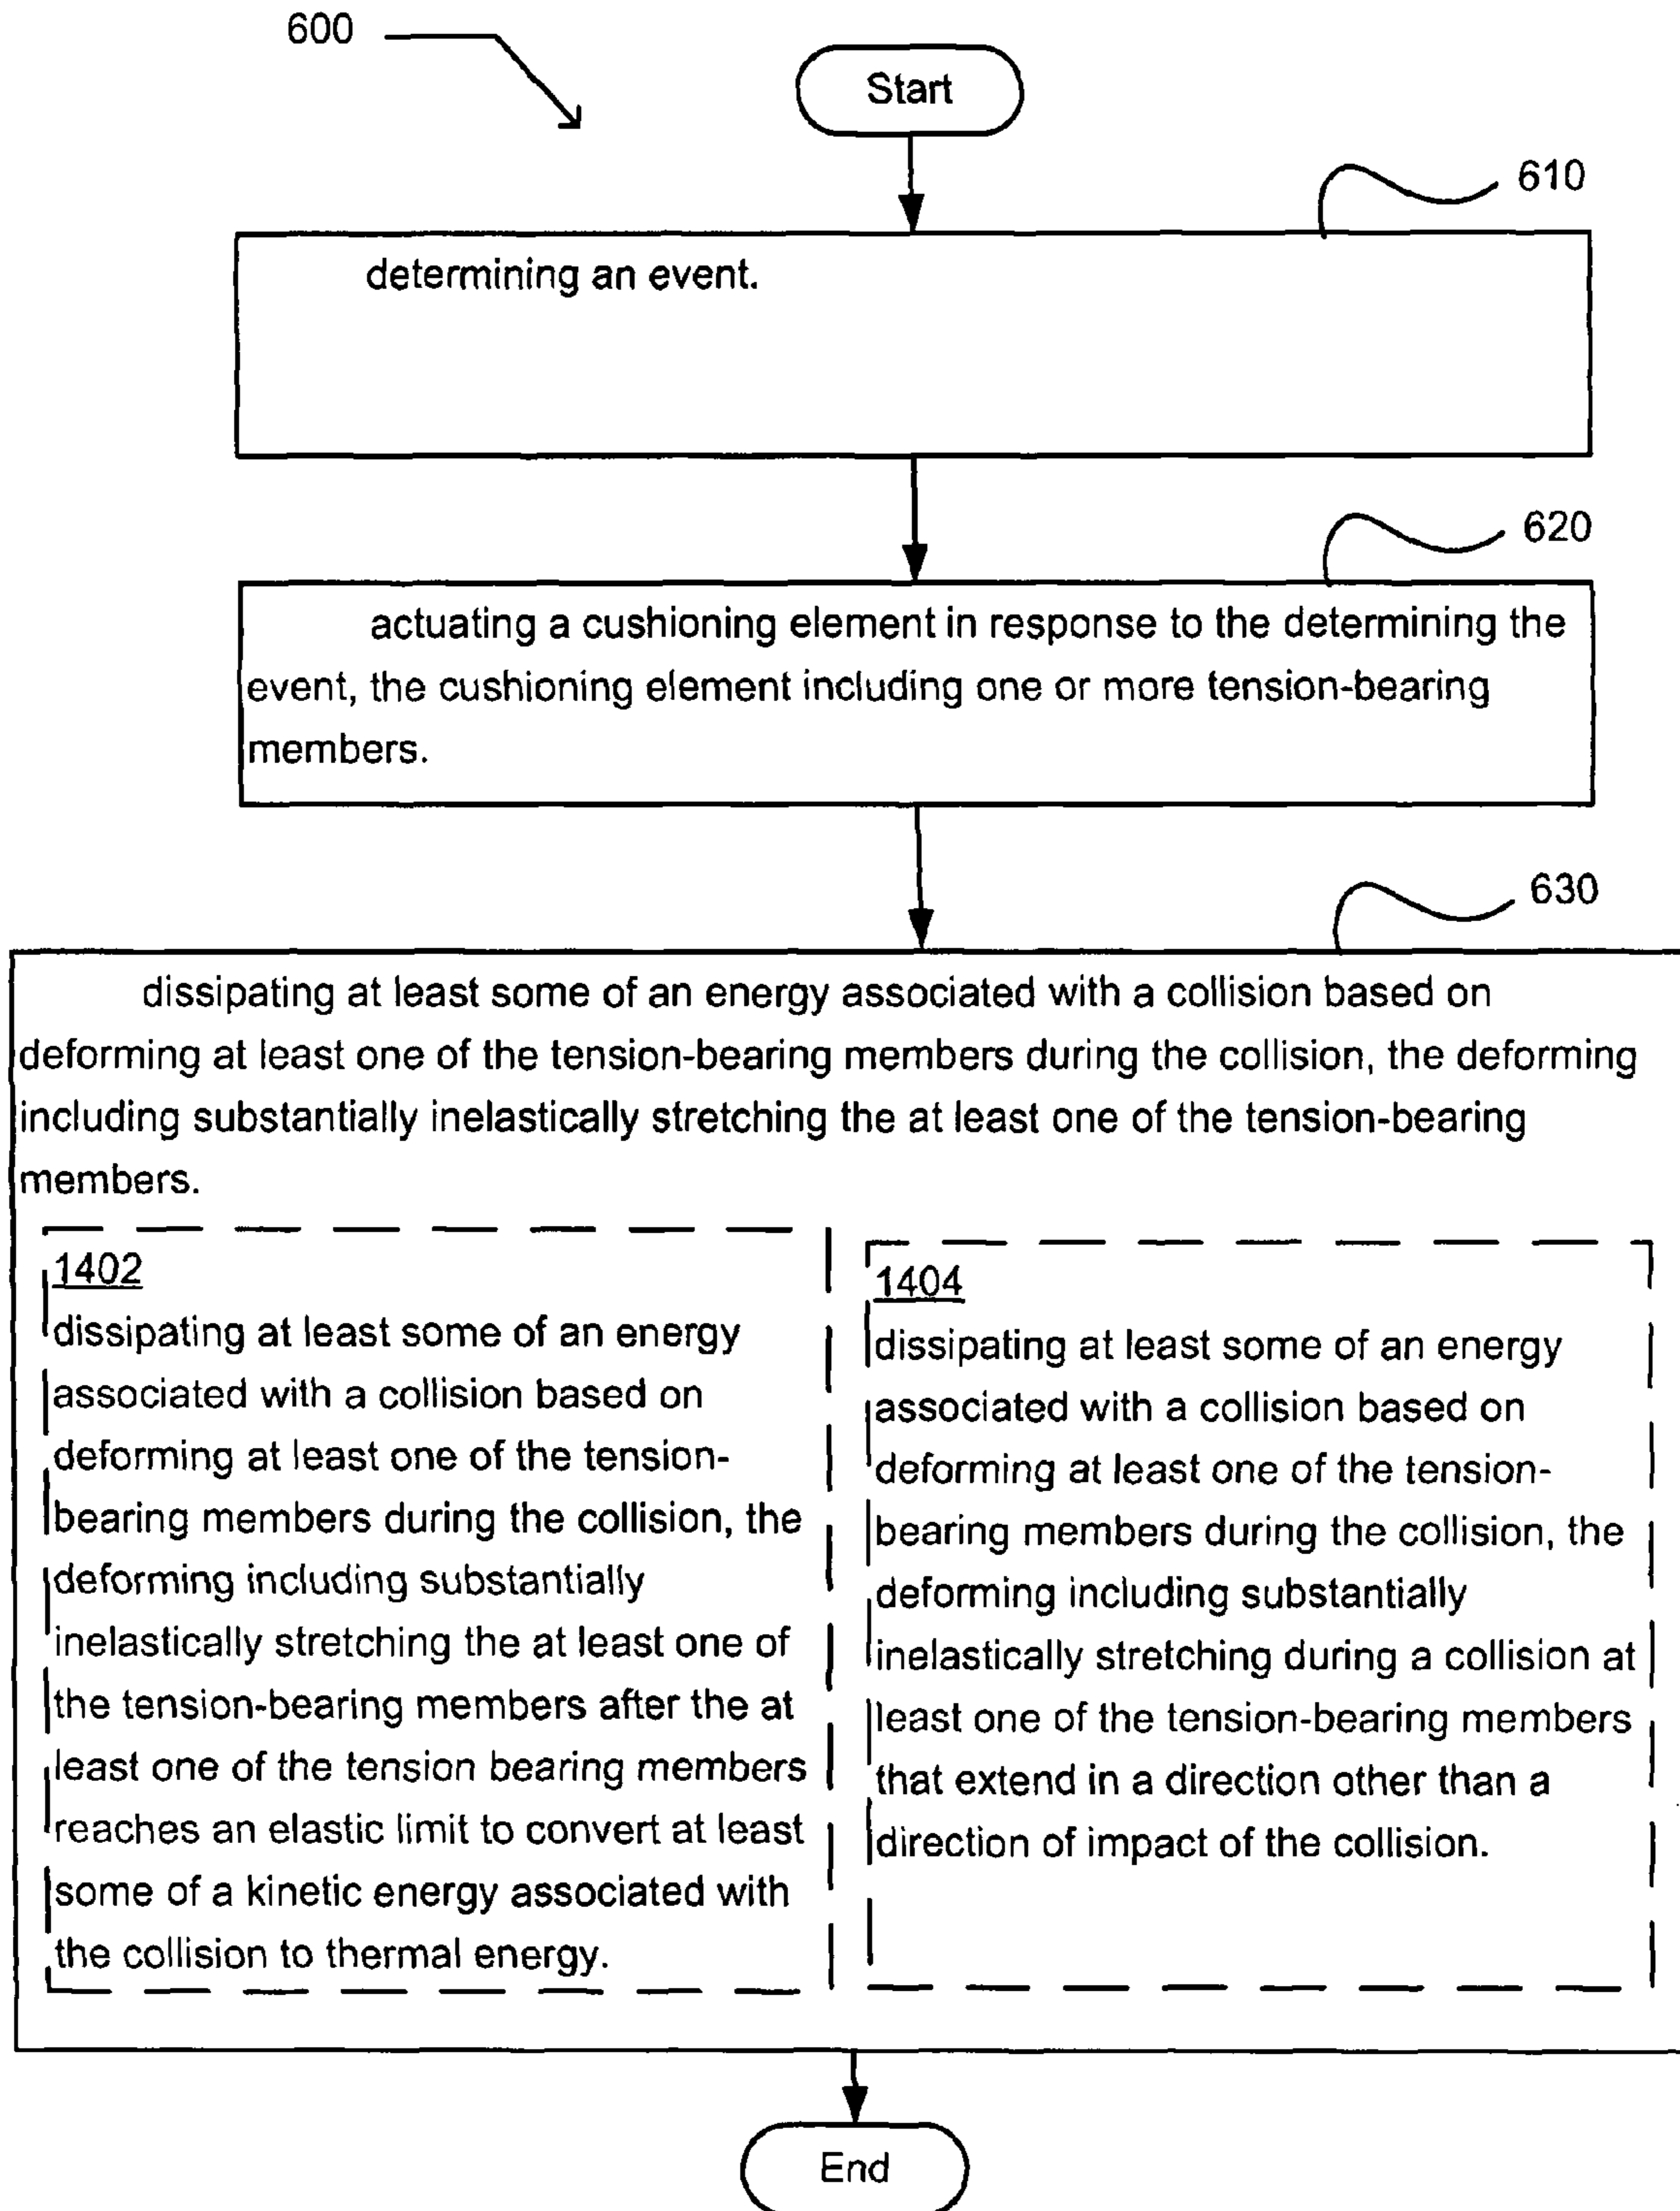 600
Start
610
determining an event.
620
actuating a cushioning element in response to the determining the
event, the cushioning element including one or more tension-bearing
members.
630
dissipating at least some of an energy associated with a collision based on
deforming at least one of the tension-bearing members during the collision, the deforming
including substantially inelastically stretching the at least one of the tension-bearing
members.
1402
dissipating at least some of an energy
associated with a collision based on
deforming at least one of the tension-
bearing members during the collision, the
deforming including substantially
inelastically stretching the at least one of
the tension-bearing members after the at
least one of the tension bearing members
reaches an elastic limit to convert at least
some of a kinetic energy associated with
the collision to thermal energy.
1404
dissipating at least some of an energy
associated with a collision based on
deforming at least one of the tension-
bearing members during the collision, the
deforming including substantially
inelastically stretching during a collision at
least one of the tension-bearing members
that extend in a direction other than a
direction of impact of the collision.
End